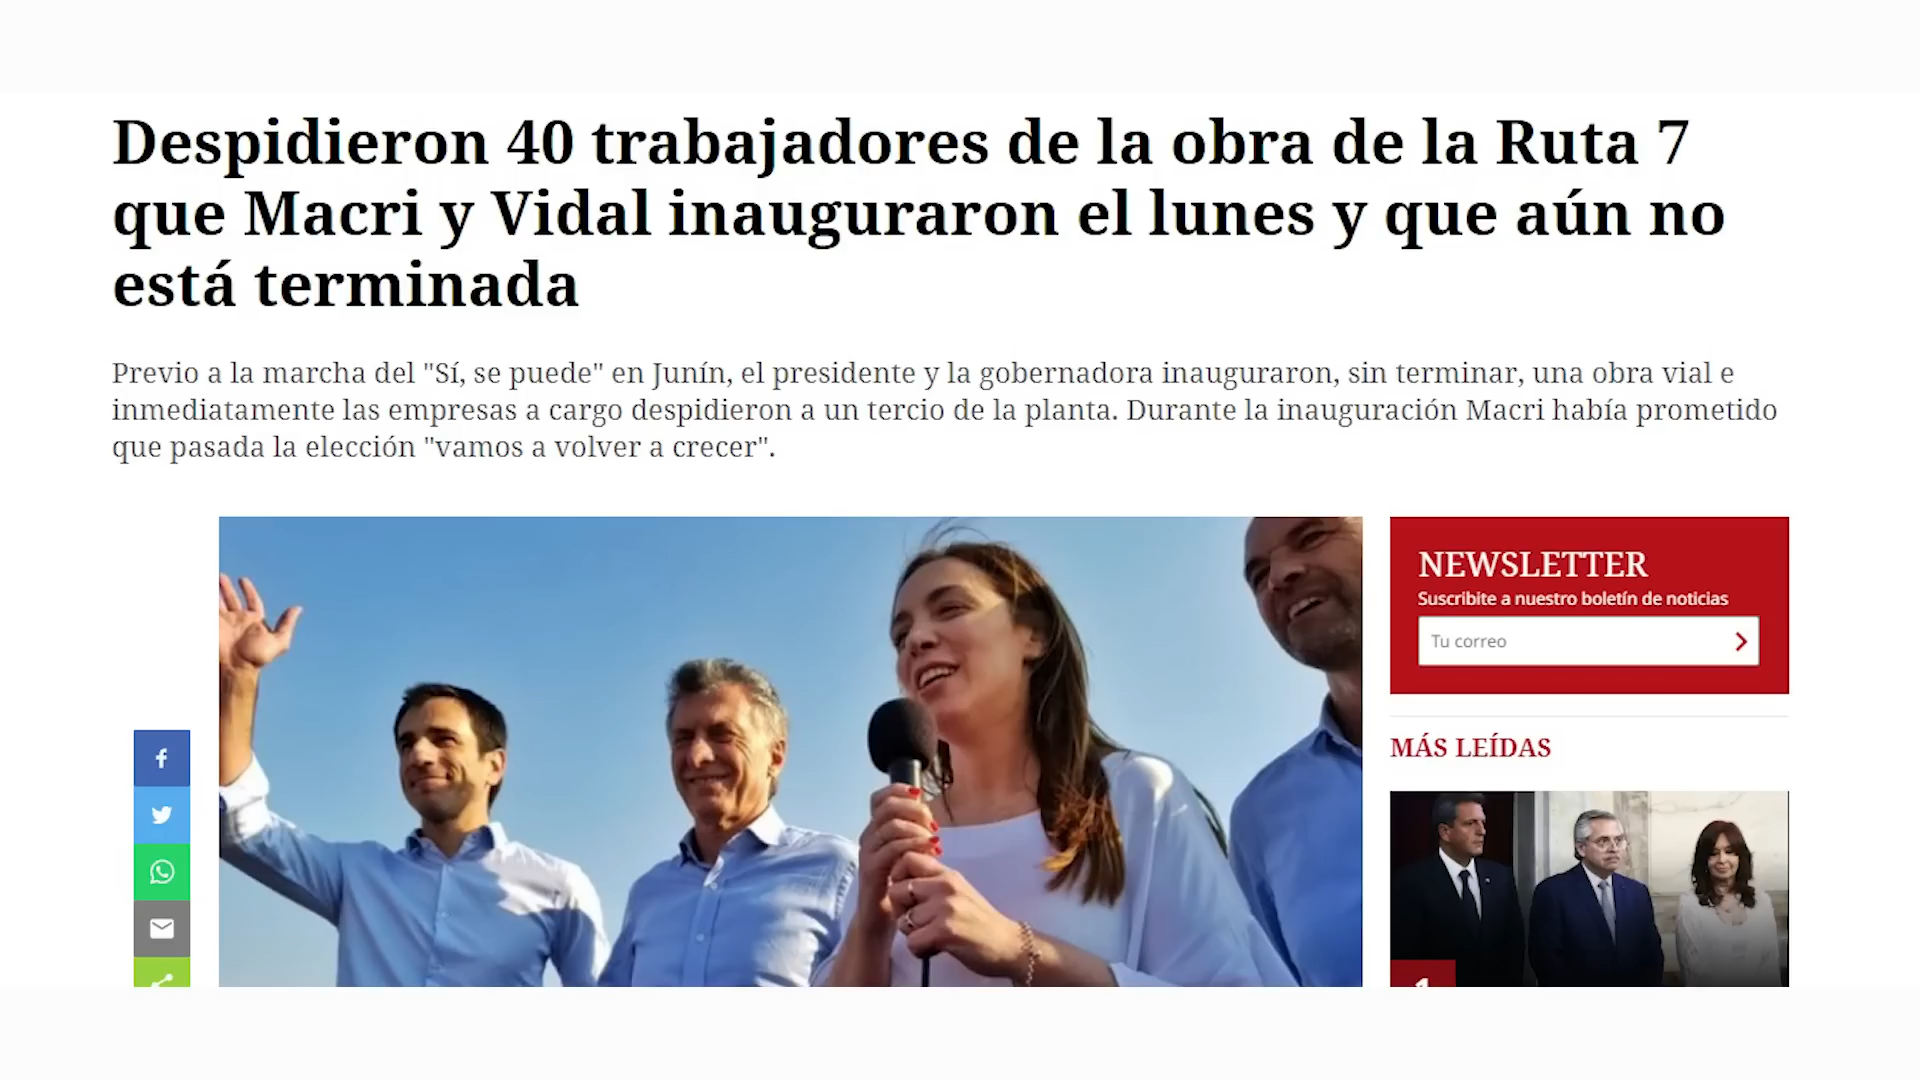 Despidieron 40 trabajadores de la obra de la Ruta 7
que Macri y Vidal inauguraron el lunes y que aún no
está terminada
Previo a la marcha del "Sí, se puede" en Junín, el presidente y la gobernadora inauguraron, sin terminar, una obra vial e
inmediatamente las empresas a cargo despidieron a un tercio de la planta. Durante la inauguración Macri había prometido
que pasada la elección "vamos a volver a crecer".
NEWSLETTER
Suscribite a nuestro boletín de noticias
Tu correo
MÁS LEÍDAS